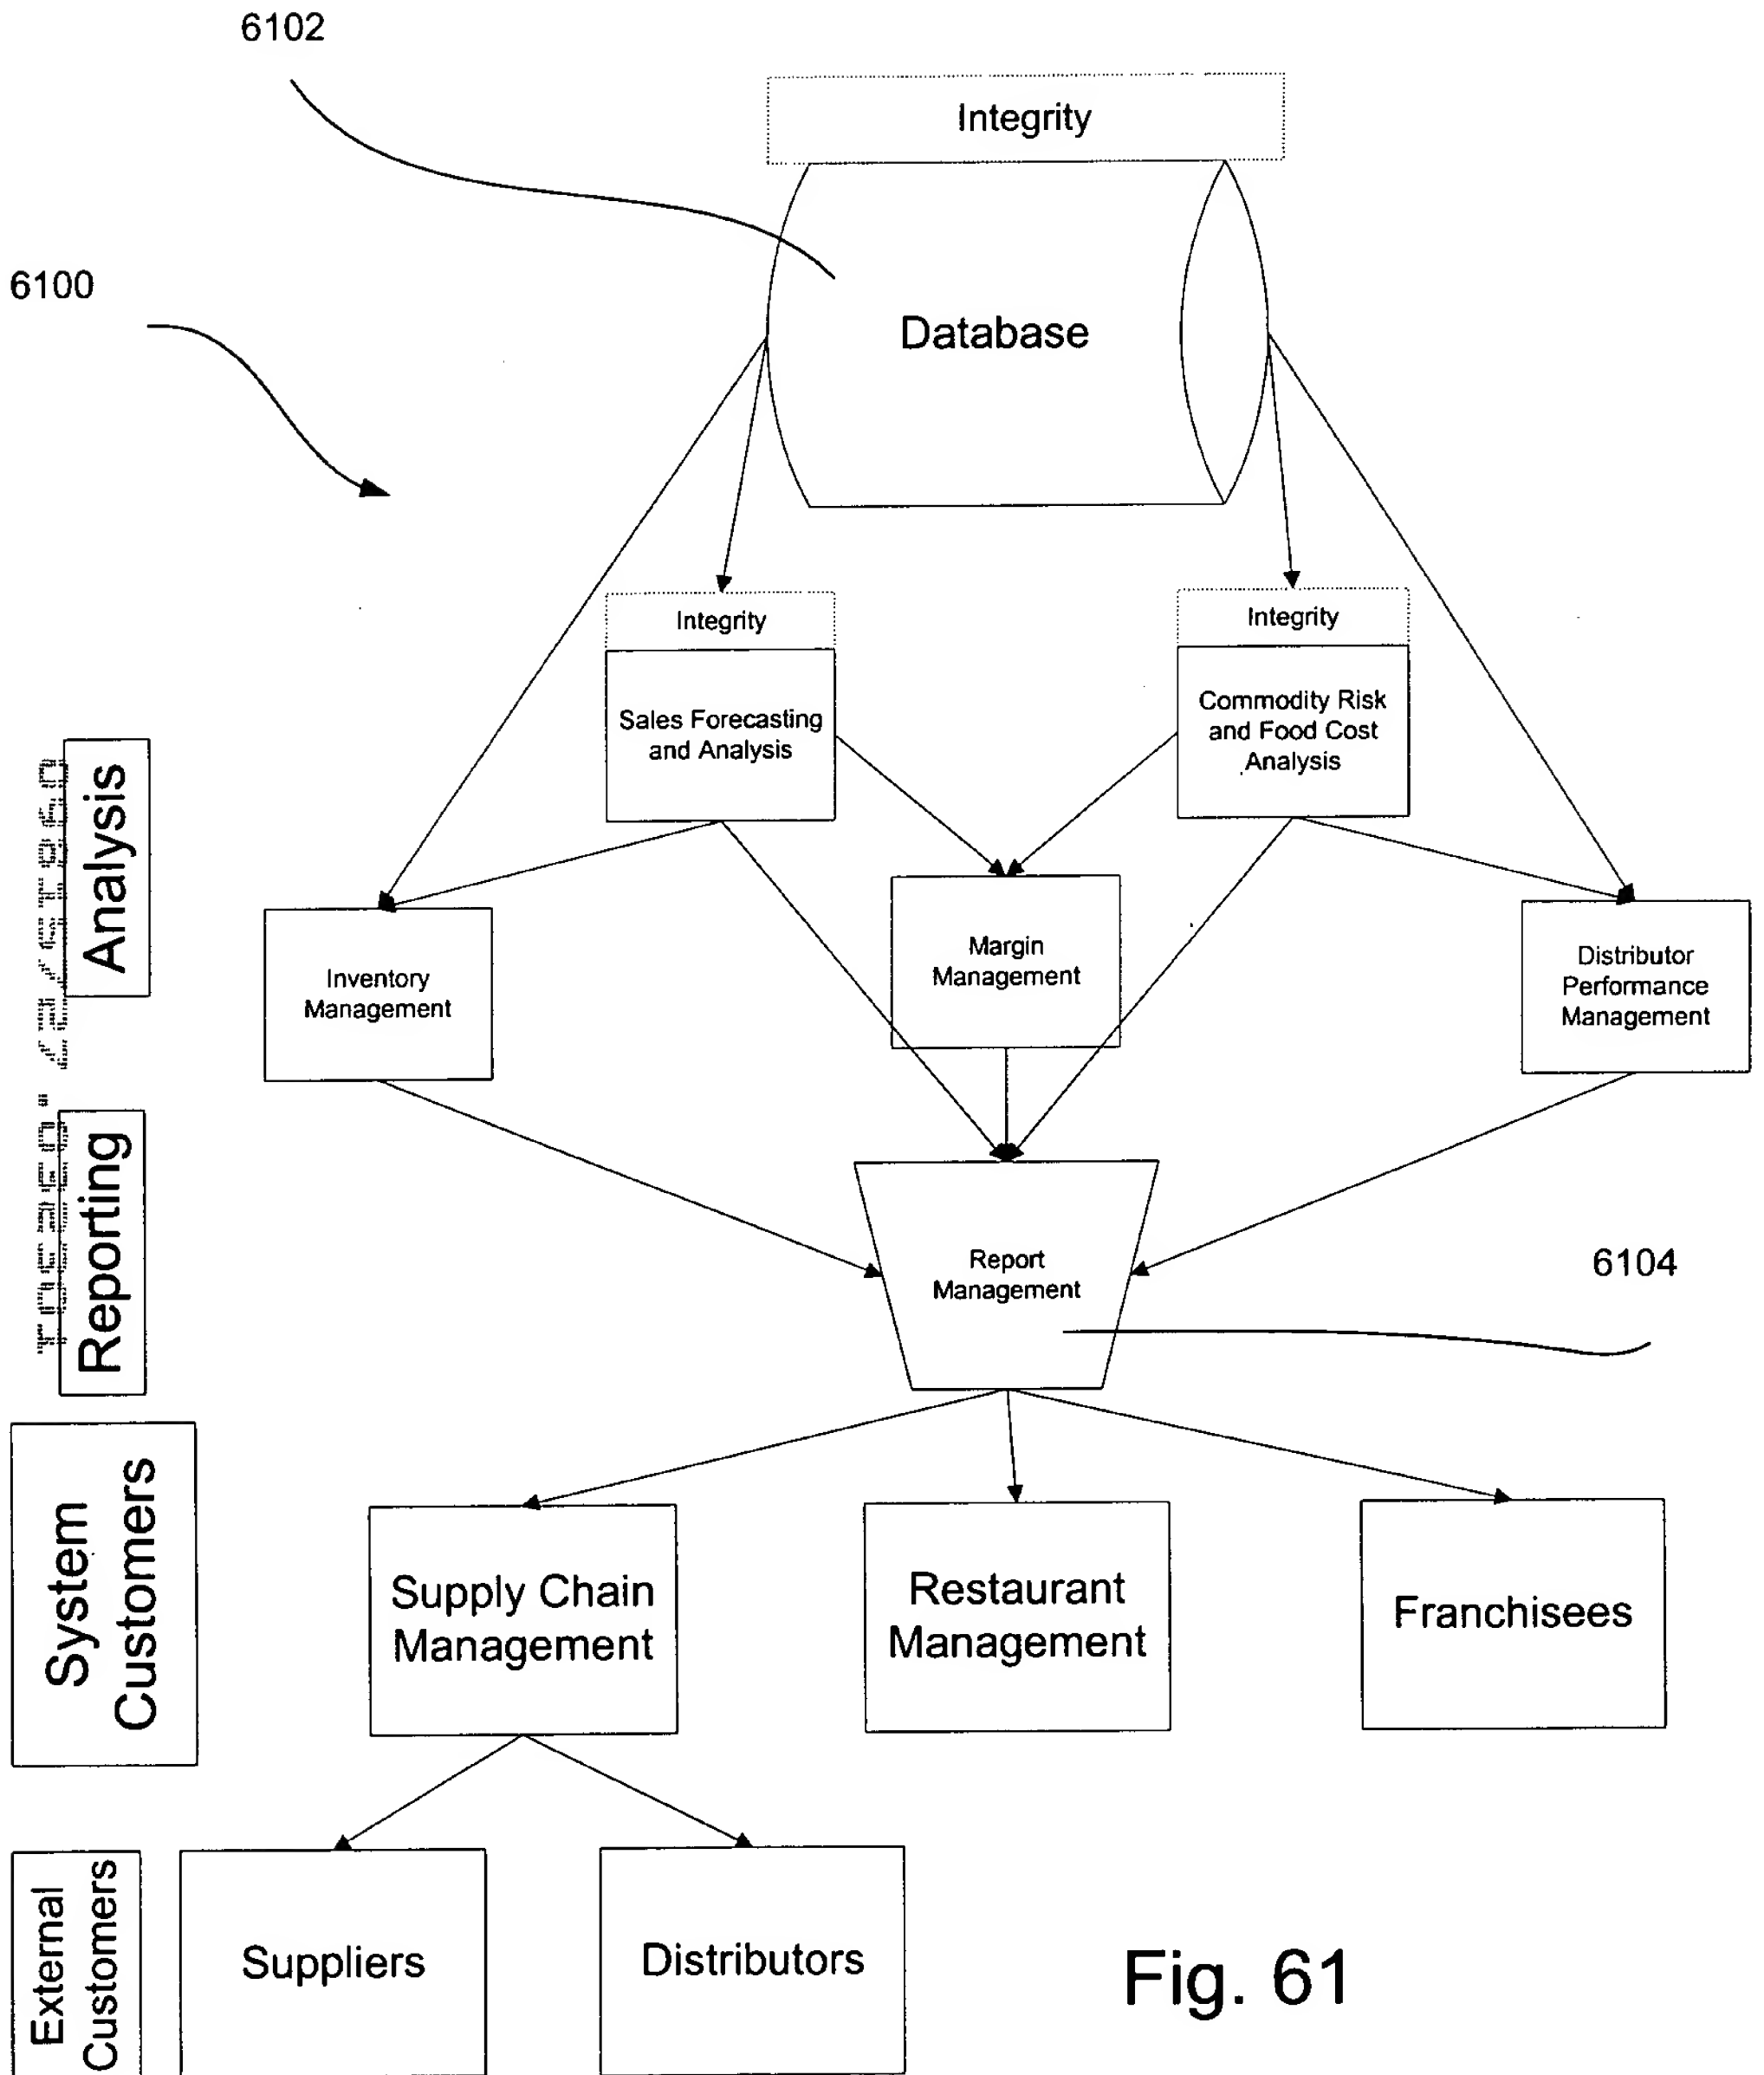 6102
Integrity
6100
Database
Integrity
Integrity
Sales Forecasting
and Analysis
Commodity Risk
and Food Cost
Analysis
Analysis
Inventory
Management
Margin
Management
Distributor
Performance
Management
Reporting
Report
Management
6104
System
Customers
Supply Chain
Management
Restaurant
Management
Franchisees
External
Customers
Suppliers
Distributors
Fig. 61